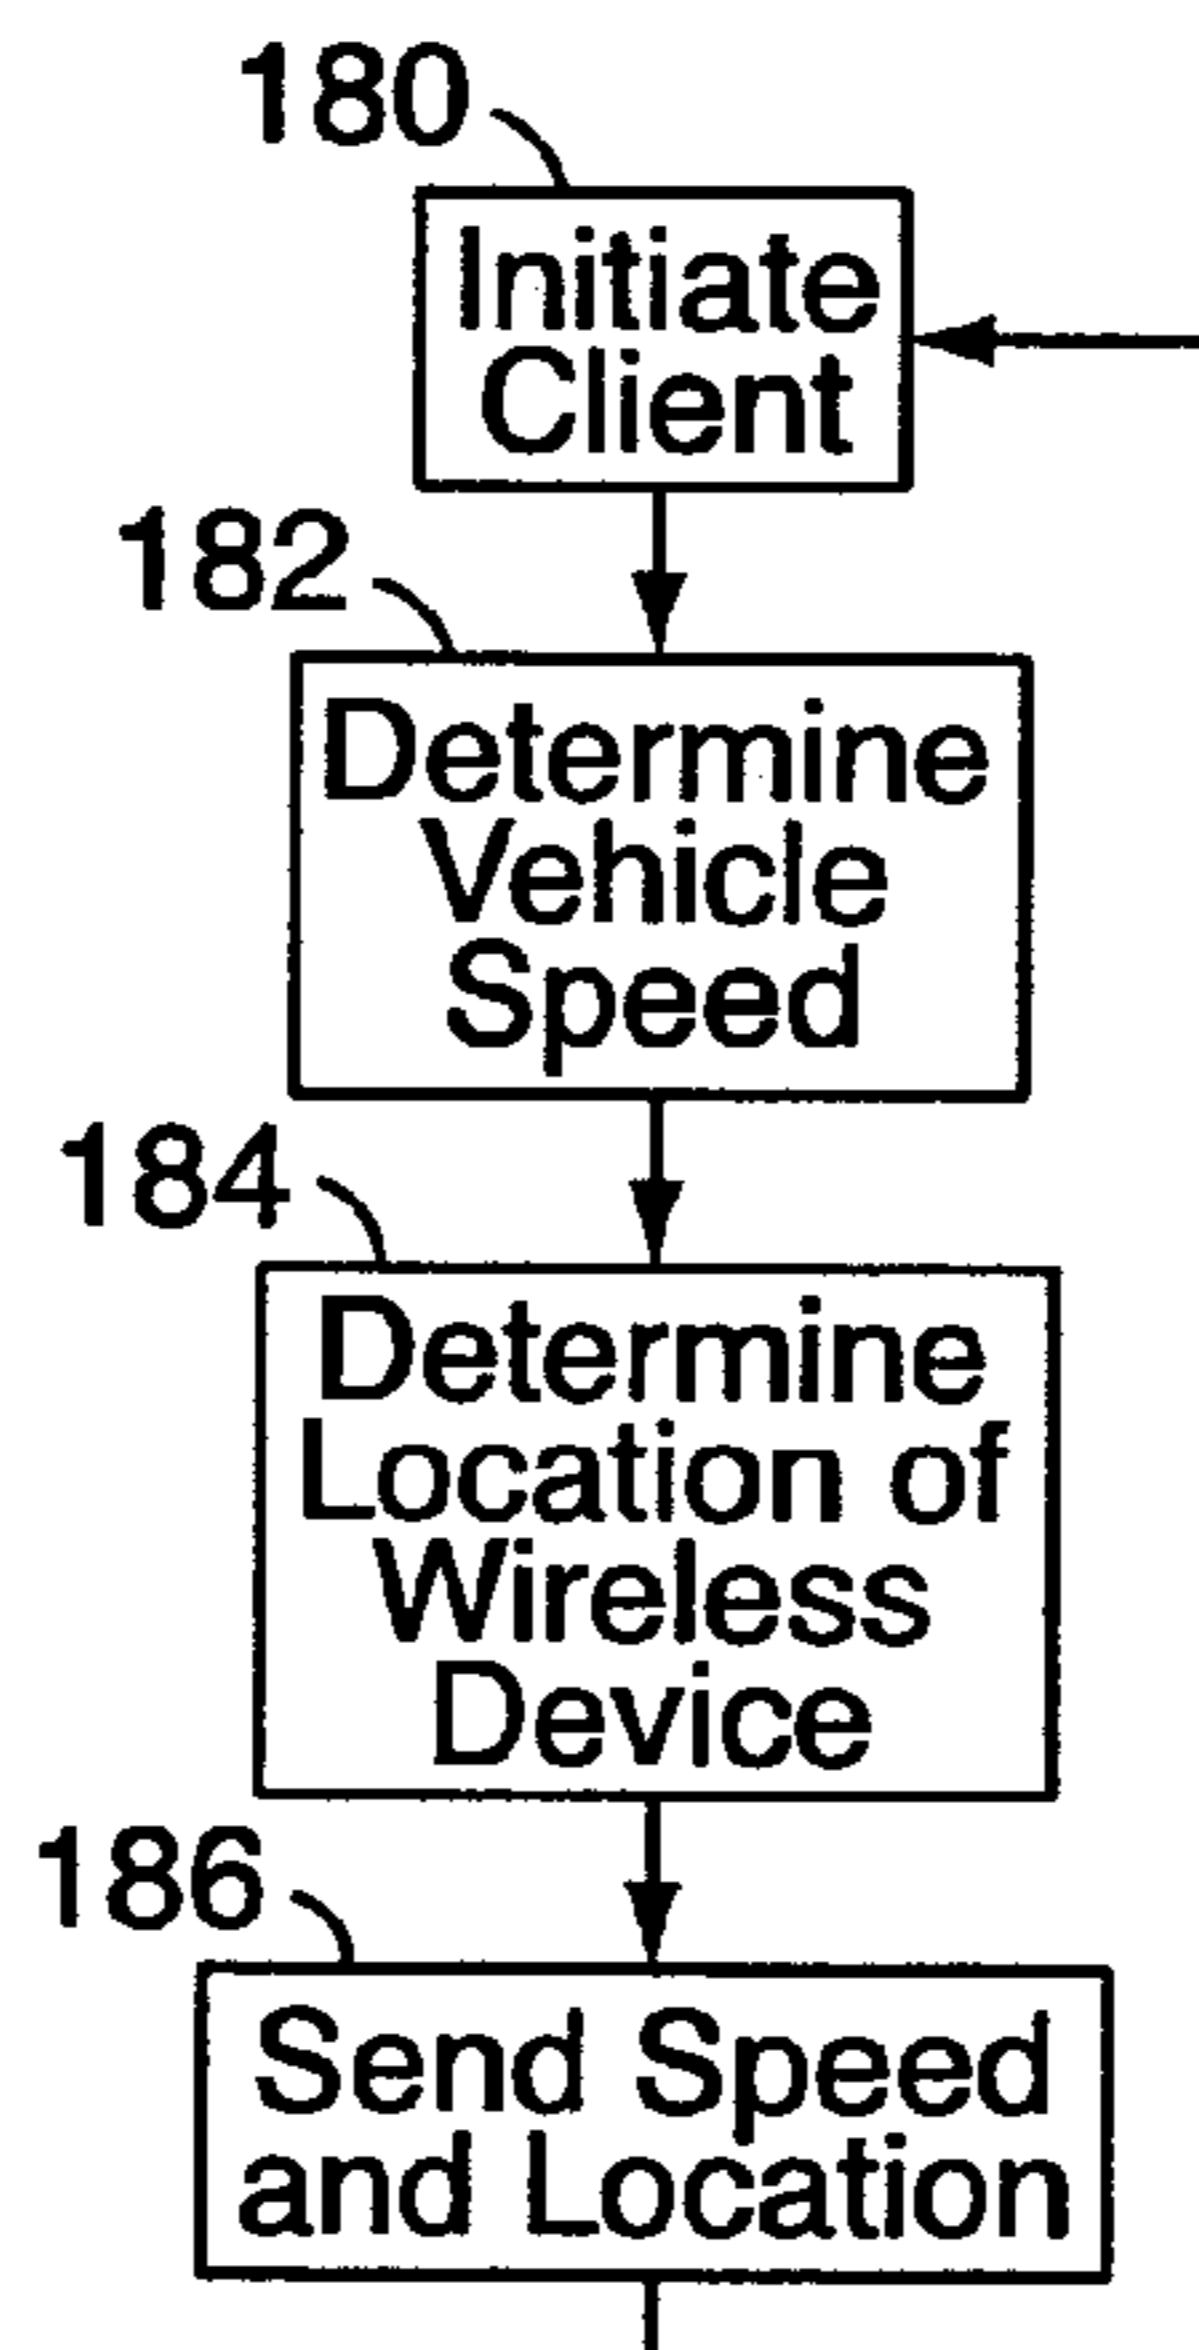 180
Initiate
Client
182
Determine
Vehicle
Speed
184
Determine
Location of
Wireless
Device
186
Send Speed
and Location